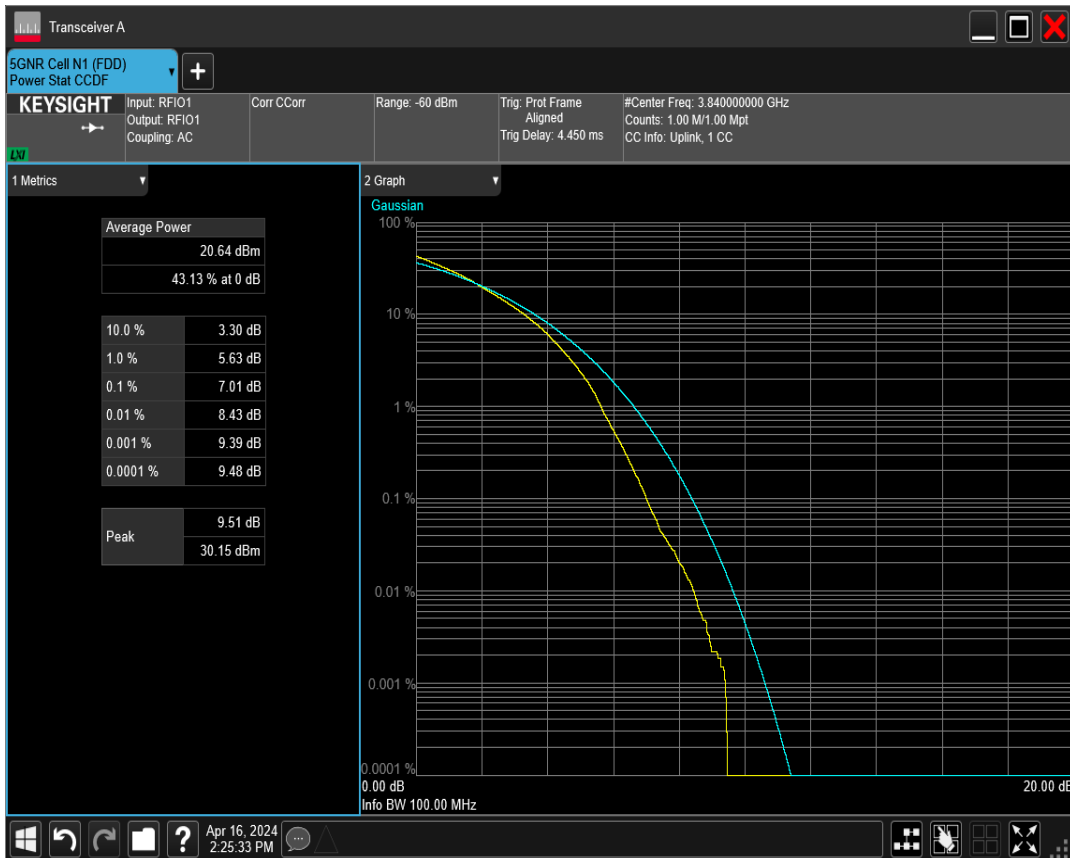 Transceiver A
5GNR Cell N1 (FDD)
Power Stat CCDF
+
KEYSIGHT
LXI
Input: RFIO1
Output: RFIO1
Coupling: AC
Corr CCorr
Range: -60 dBm
Trig: Prot Frame
Aligned
Trig Delay: 4.450 ms
#Center Freq: 3.840000000 GHz
Counts: 1.00 M/1.00 Mpt
CC Info: Uplink, 1 CC
1 Metrics
Average Power
20.64 dBm
43.13 % at 0 dB
10.0 % 3.30 dB
1.0 % 5.63 dB
0.1 % 7.01 dB
0.01 % 8.43 dB
0.001 % 9.39 dB
0.0001 % 9.48 dB
Peak
9.51 dB
30.15 dBm
2 Graph
Gaussian
100 %
10 %
1 %
0.1 %
0.01 %
0.001 %
0.0001 %
0.00 dB 20.00 dB
Info BW 100.00 MHz
?
Apr 16, 2024
2:25:33 PM